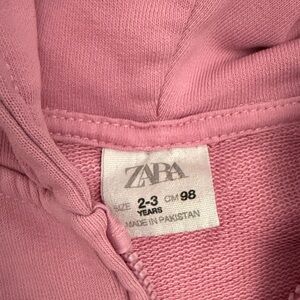 ZARA
SIZE 2-3 CM 98
YEARS
MADE IN PAKISTAN